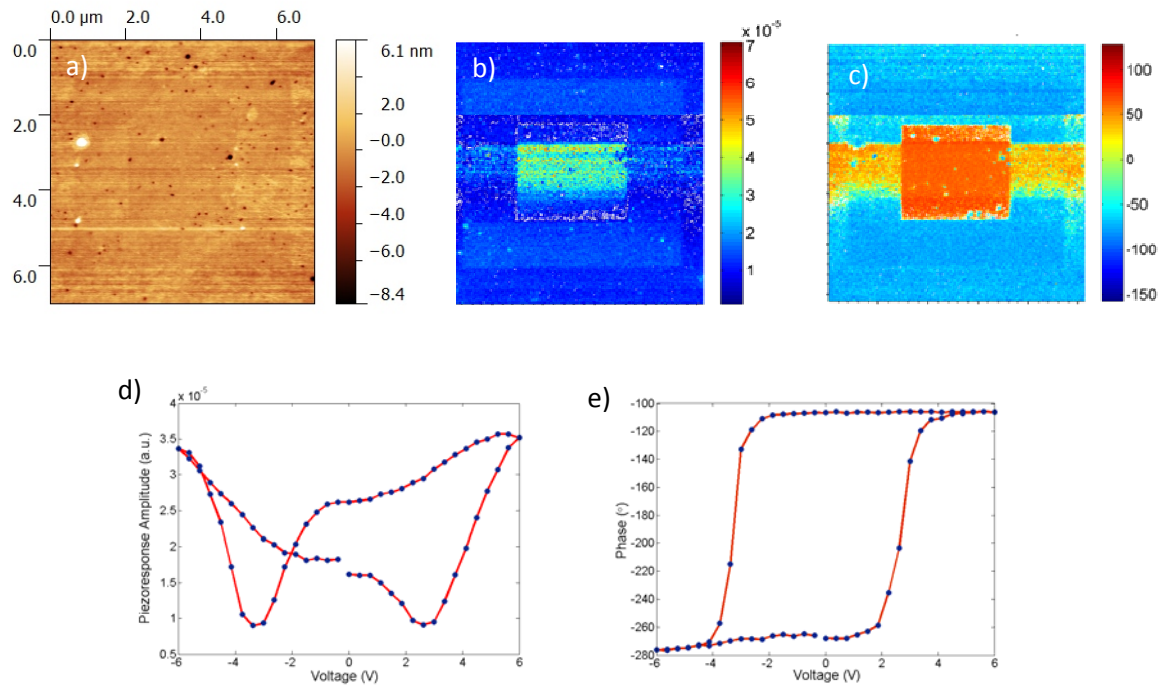 0.0 µm 2.0 4.0 6.0
0.0
2.0
4.0
6.0
a)
6.1 nm
2.0
−0.0
−2.0
−4.0
−6.0
−8.4
b)
x 10⁻⁵
7
6
5
4
3
2
1
c)
100
50
0
-50
-100
-150
d)
x 10⁻⁵
4
3.5
3
2.5
2
1.5
1
0.5
-6 -4 -2 0 2 4 6
Piezoresponse Amplitude (a.u.)
Voltage (V)
e)
-100
-120
-140
-160
-180
-200
-220
-240
-260
-280
-6 -4 -2 0 2 4 6
Phase (°)
Voltage (V)